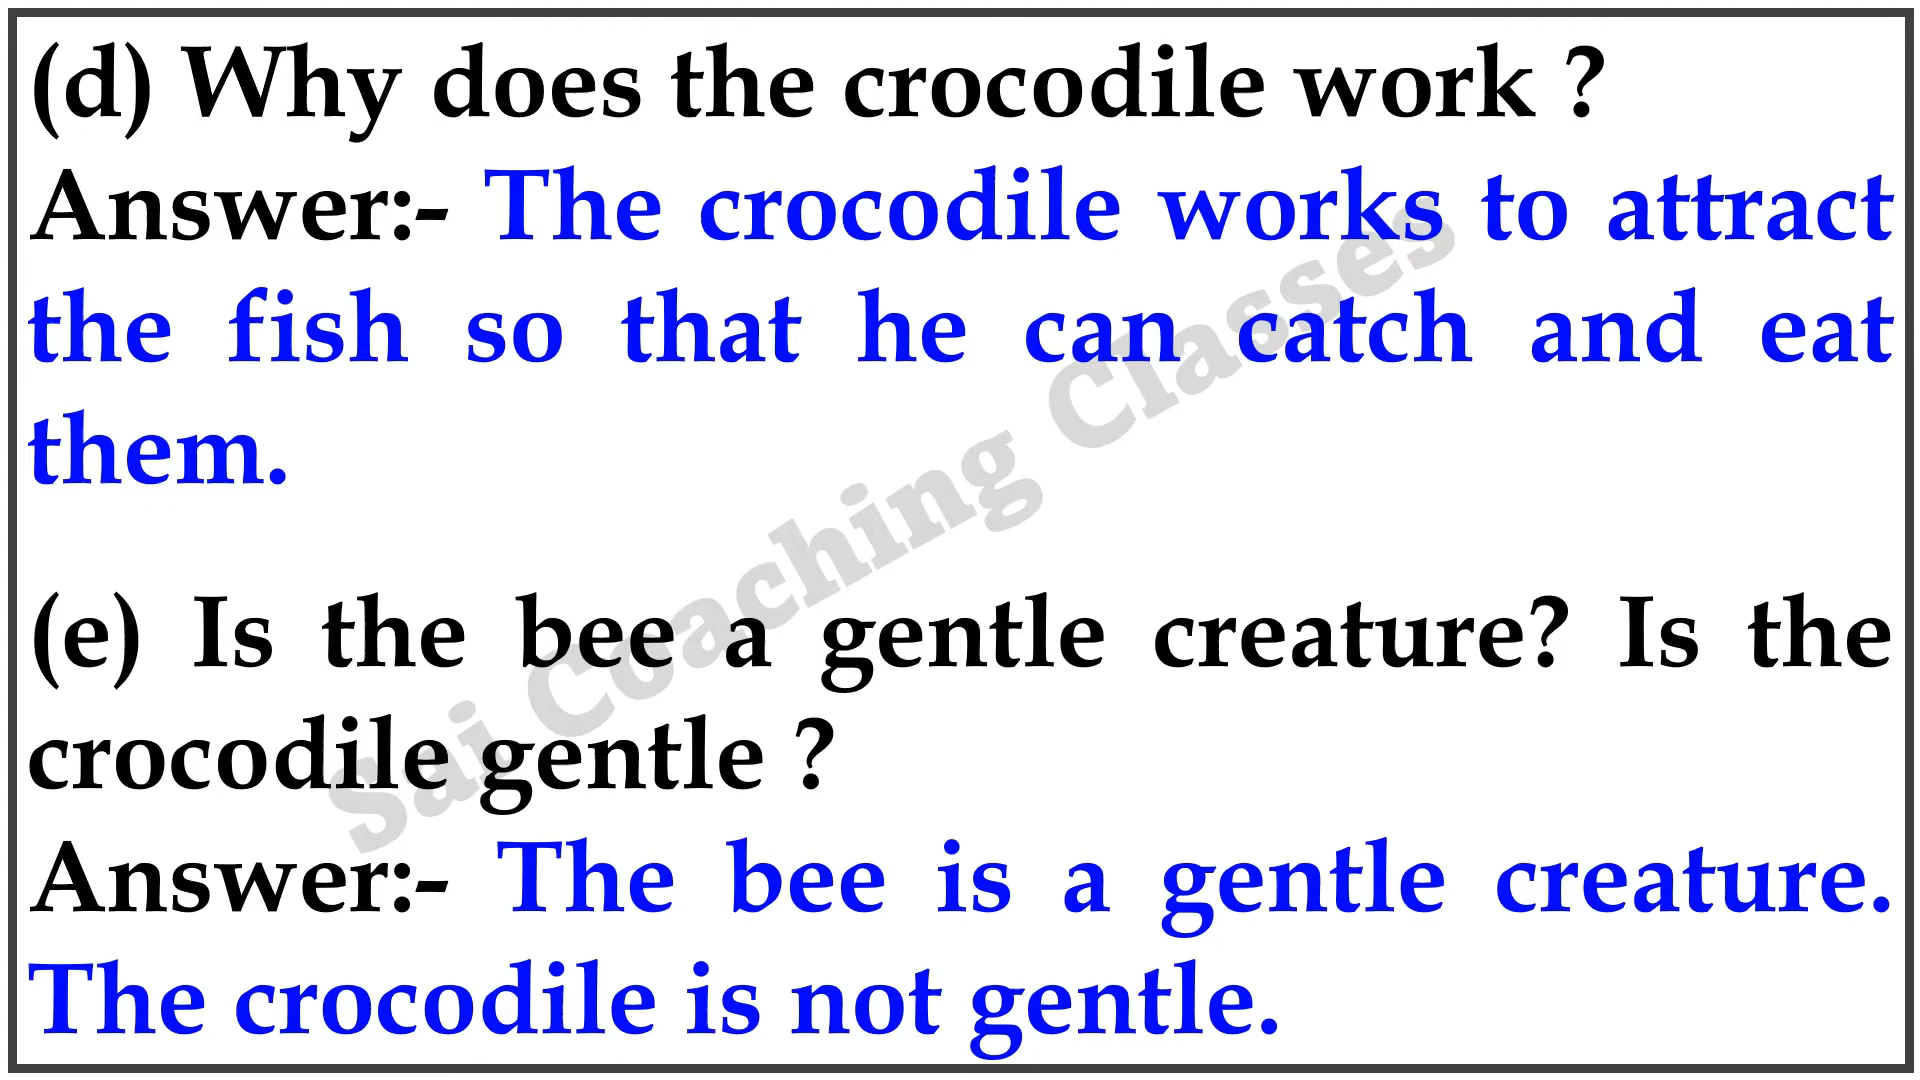 (d) Why does the crocodile work ?
Answer:- The crocodile works to attract
the fish so that he can catch and eat
them.
(e) Is the bee a gentle creature? Is the
crocodile gentle ?
Answer:- The bee is a gentle creature.
The crocodile is not gentle.
Sai Coaching Classes